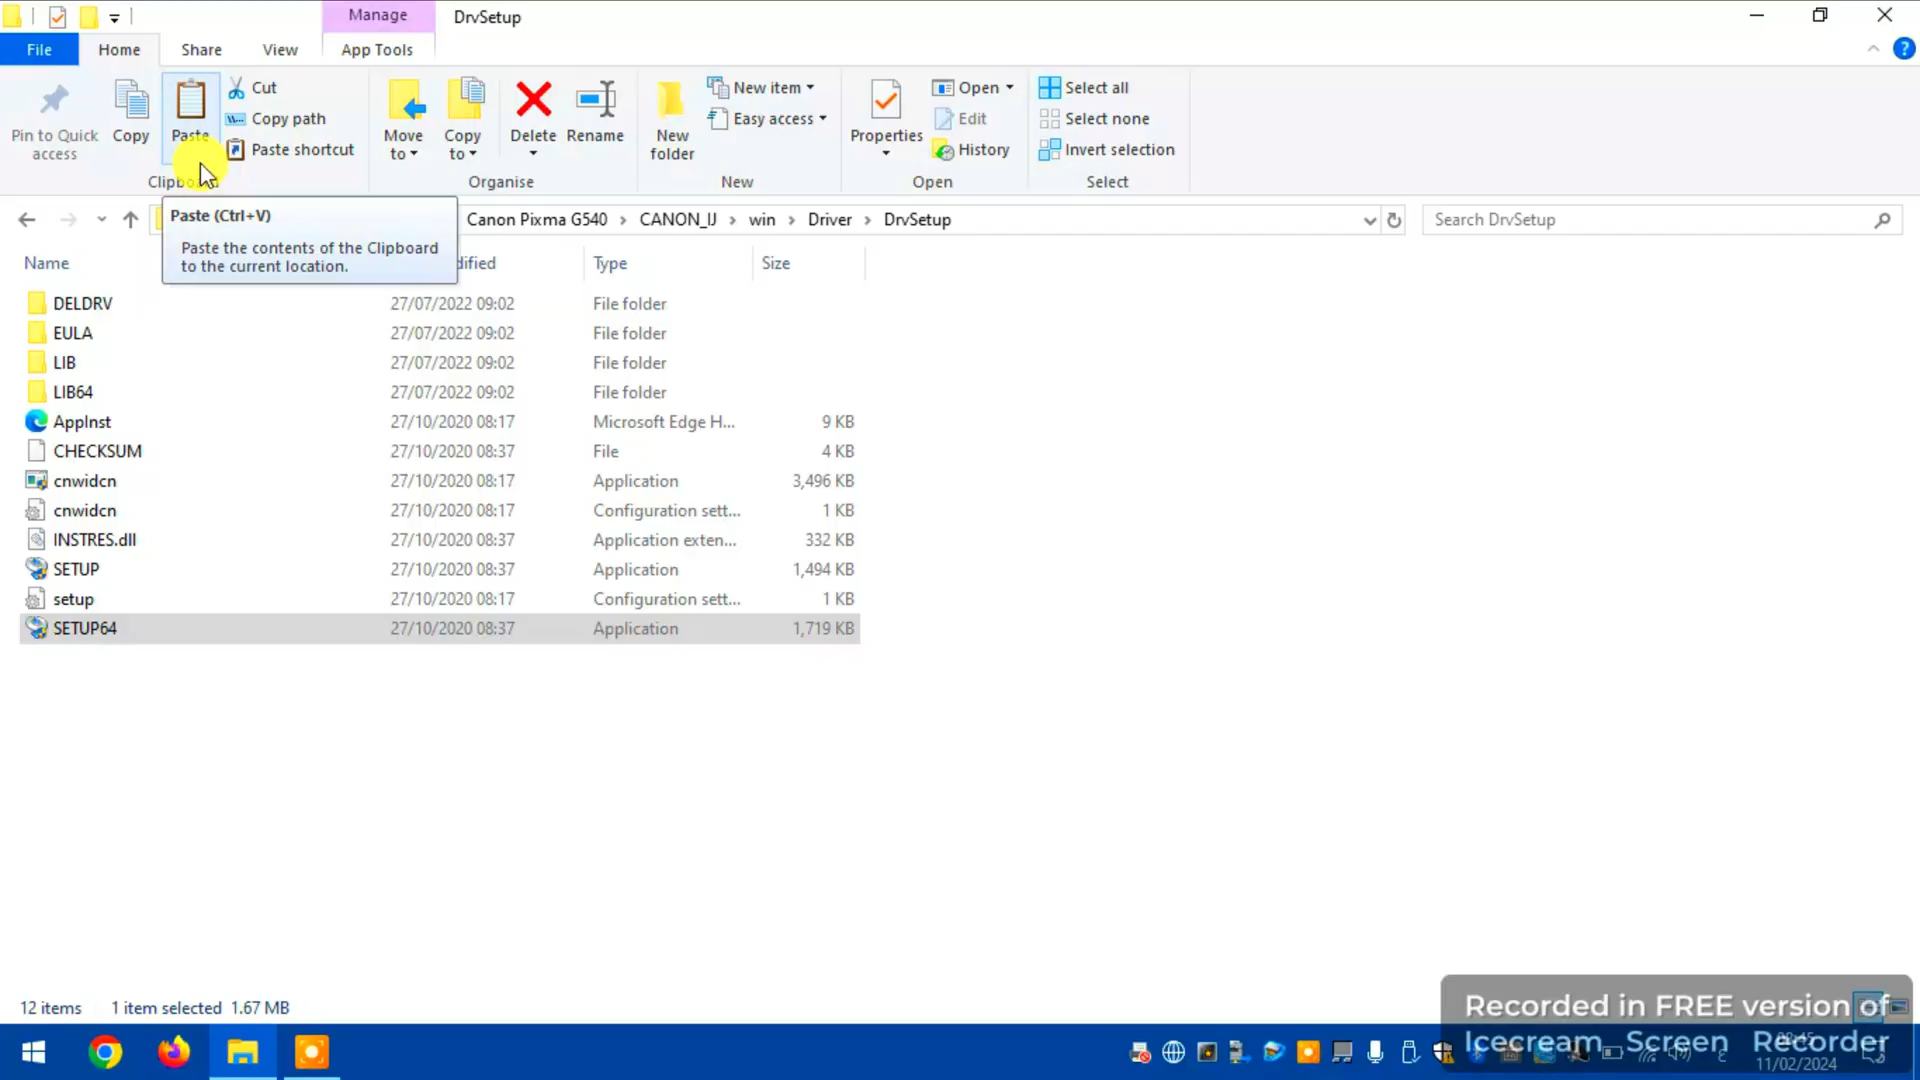 Manage
DrvSetup
File
Home
Share
View
App Tools
Pin to Quick access
Copy
Paste
Cut
Copy path
Paste shortcut
Move to
Copy to
Delete
Rename
New folder
New item
Easy access
Properties
Open
Edit
History
Select all
Select none
Invert selection
Organise
New
Open
Select
Canon Pixma G540 > CANON_IJ > win > Driver > DrvSetup
Search DrvSetup
Paste (Ctrl+V)
Paste the contents of the Clipboard
to the current location.
Name
Type
Size
DELDRV 27/07/2022 09:02 File folder
EULA 27/07/2022 09:02 File folder
LIB 27/07/2022 09:02 File folder
LIB64 27/07/2022 09:02 File folder
AppInst 27/10/2020 08:17 Microsoft Edge H... 9 KB
CHECKSUM 27/10/2020 08:37 File 4 KB
cnwidcn 27/10/2020 08:17 Application 3,496 KB
cnwidcn 27/10/2020 08:17 Configuration sett... 1 KB
INSTRES.dll 27/10/2020 08:37 Application exten... 332 KB
SETUP 27/10/2020 08:37 Application 1,494 KB
setup 27/10/2020 08:17 Configuration sett... 1 KB
SETUP64 27/10/2020 08:37 Application 1,719 KB
12 items 1 item selected 1.67 MB
Recorded in FREE version of
Icecream Screen Recorder
11/02/2024